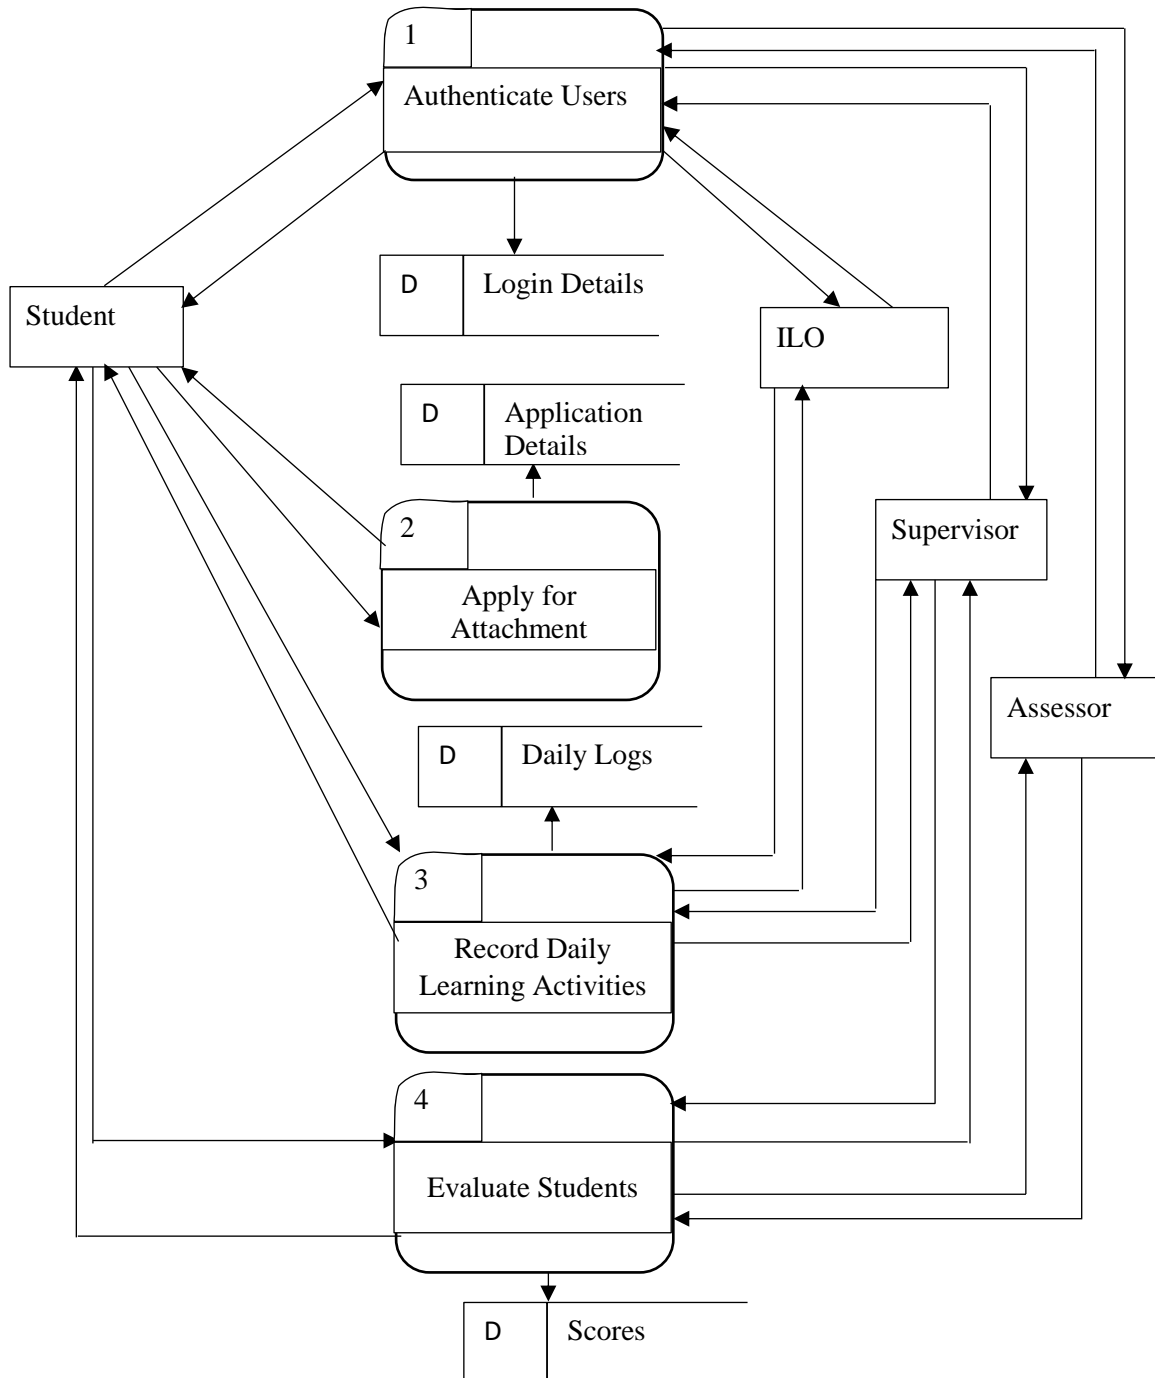 1
Authenticate Users
D
Login Details
Student
ILO
D
Application
Details
2
Supervisor
Apply for
Attachment
Assessor
D
Daily Logs
3
Record Daily
Learning Activities
4
Evaluate Students
D
Scores